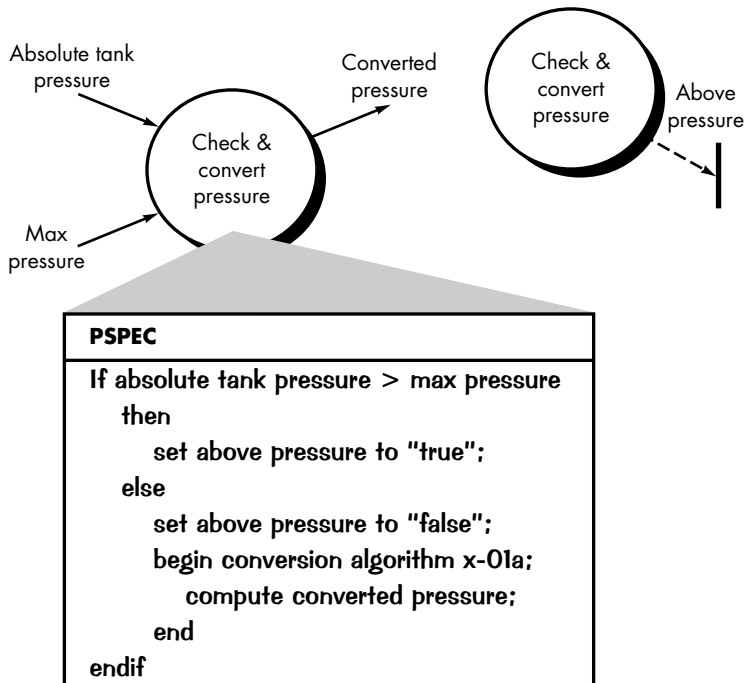 Absolute tank
pressure
Check &
convert
pressure
Converted
pressure
Max
pressure
Check &
convert
pressure
Above
pressure
PSPEC
If absolute tank pressure > max pressure
then
set above pressure to "true";
else
set above pressure to "false";
begin conversion algorithm x-01a;
compute converted pressure;
end
endif